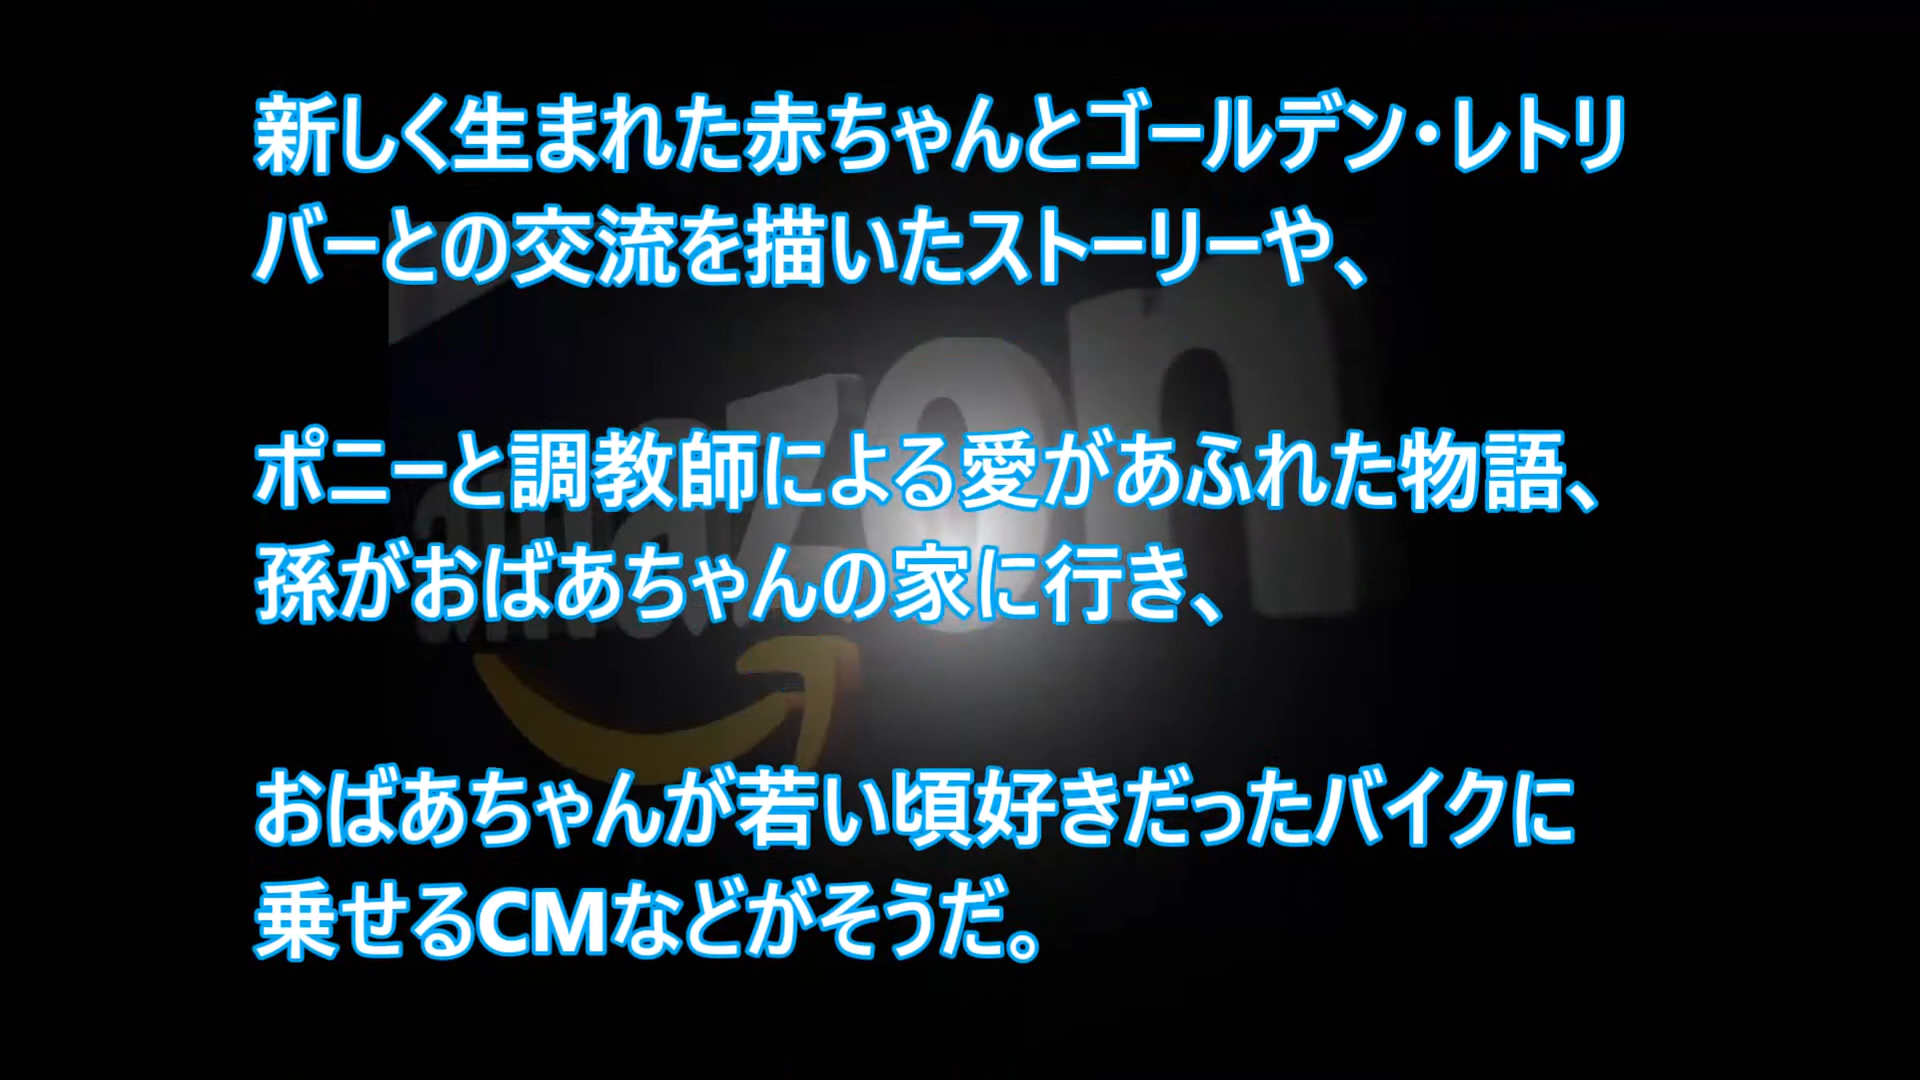 新しく生まれた赤ちゃんとゴールデン・レトリ
バーとの交流を描いたストーリーや、
ポニーと調教師による愛があふれた物語、
孫がおばあちゃんの家に行き、
おばあちゃんが若い頃好きだったバイクに
乗せるCMなどがそうだ。
amazon